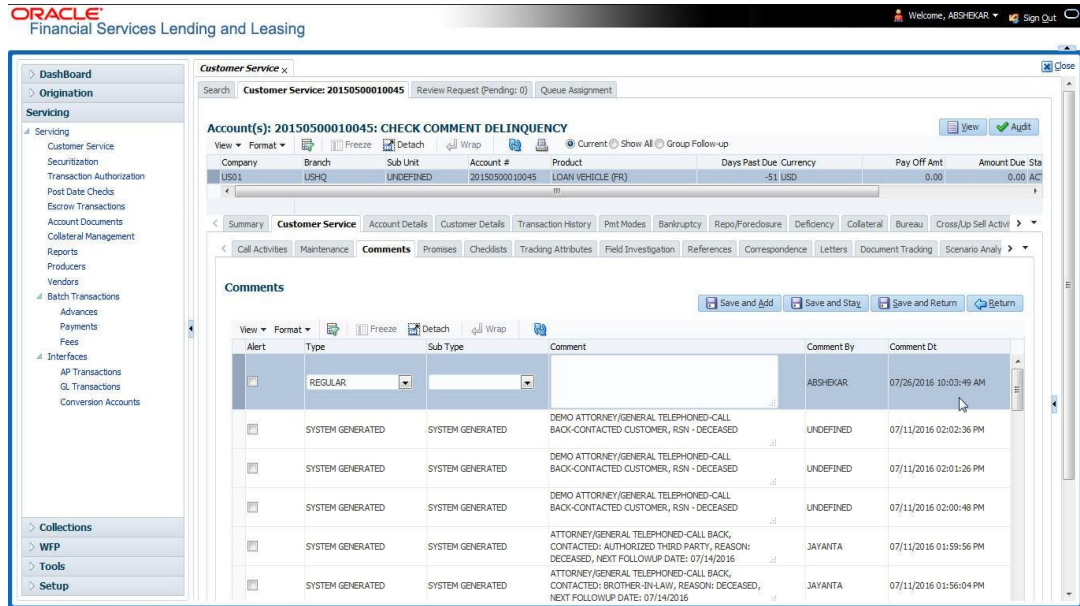 ORACLE
Financial Services Lending and Leasing
Welcome, ABSHEKAR
Sign Out
Close
DashBoard
Origination
Servicing
Servicing
Customer Service
Securitization
Transaction Authorization
Post Date Checks
Escrow Transactions
Account Documents
Collateral Management
Reports
Producers
Vendors
Batch Transactions
Advances
Payments
Fees
Interfaces
AP Transactions
GL Transactions
Conversion Accounts
Collections
WFP
Tools
Setup
Customer Service x
Search Customer Service: 20150500010045 Review Request (Pending: 0) Queue Assignment
Account(s): 20150500010045: CHECK COMMENT DELINQUENCY
View Audit
View Format Freeze Detach Wrap Current Show All Group Follow-up
Company Branch Sub Unit Account # Product Days Past Due Currency Pay Off Amt Amount Due Sta
US01 USHQ UNDEFINED 20150500010045 LOAN VEHICLE (FR) -51 USD 0.00 0.00 ACT
Summary Customer Service Account Details Customer Details Transaction History Pmt Modes Bankruptcy Repo/Foreclosure Deficiency Collateral Bureau Cross/Up Sell Activi
Call Activities Maintenance Comments Promises Checklists Tracking Attributes Field Investigation References Correspondence Letters Document Tracking Scenario Analy
Comments
Save and Add Save and Stay Save and Return Return
View Format Freeze Detach Wrap
Alert Type Sub Type Comment Comment By Comment Dt
REGULAR ABSHEKAR 07/26/2016 10:03:49 AM
DEMO ATTORNEY/GENERAL TELEPHONED-CALL
SYSTEM GENERATED SYSTEM GENERATED BACK-CONTACTED CUSTOMER, RSN - DECEASED UNDEFINED 07/11/2016 02:02:36 PM
DEMO ATTORNEY/GENERAL TELEPHONED-CALL
SYSTEM GENERATED SYSTEM GENERATED BACK-CONTACTED CUSTOMER, RSN - DECEASED UNDEFINED 07/11/2016 02:01:26 PM
DEMO ATTORNEY/GENERAL TELEPHONED-CALL
SYSTEM GENERATED SYSTEM GENERATED BACK-CONTACTED CUSTOMER, RSN - DECEASED UNDEFINED 07/11/2016 02:00:48 PM
ATTORNEY/GENERAL TELEPHONED-CALL BACK,
SYSTEM GENERATED SYSTEM GENERATED CONTACTED: AUTHORIZED THIRD PARTY, REASON: JAYANTA 07/11/2016 01:59:56 PM
DECEASED, NEXT FOLLOWUP DATE: 07/14/2016
ATTORNEY/GENERAL TELEPHONED-CALL BACK,
SYSTEM GENERATED SYSTEM GENERATED CONTACTED: BROTHER-IN-LAW, REASON: DECEASED, JAYANTA 07/11/2016 01:56:04 PM
NEXT FOLLOWUP DATE: 07/14/2016